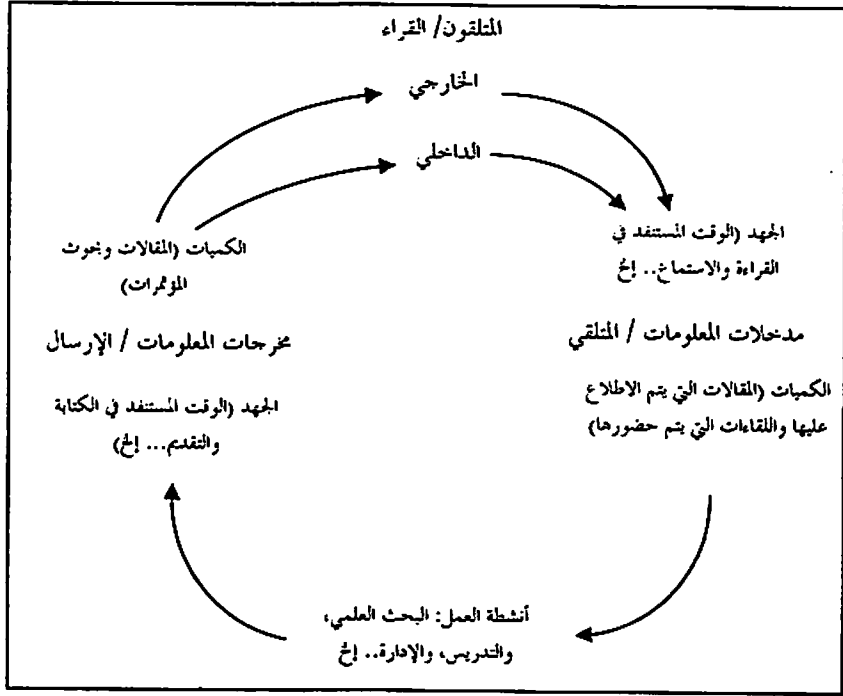 المتلقون/ القراء
الخارجي
الداخلي
الجهد (الوقت المستنفد في
القراءة والاستماع.. إلخ
مدخلات المعلومات / المتلقي
الكميات (المقالات التي يتم الاطلاع
عليها واللقاءات التي يتم حضورها)
أنشطة العمل: البحث العلمي،
والتدريس، والإدارة.. إلخ
الكميات (المقالات وبحوث
المؤتمرات)
مخرجات المعلومات / الإرسال
الجهد (الوقت المستنفد في الكتابة
والتقديم... إلخ)